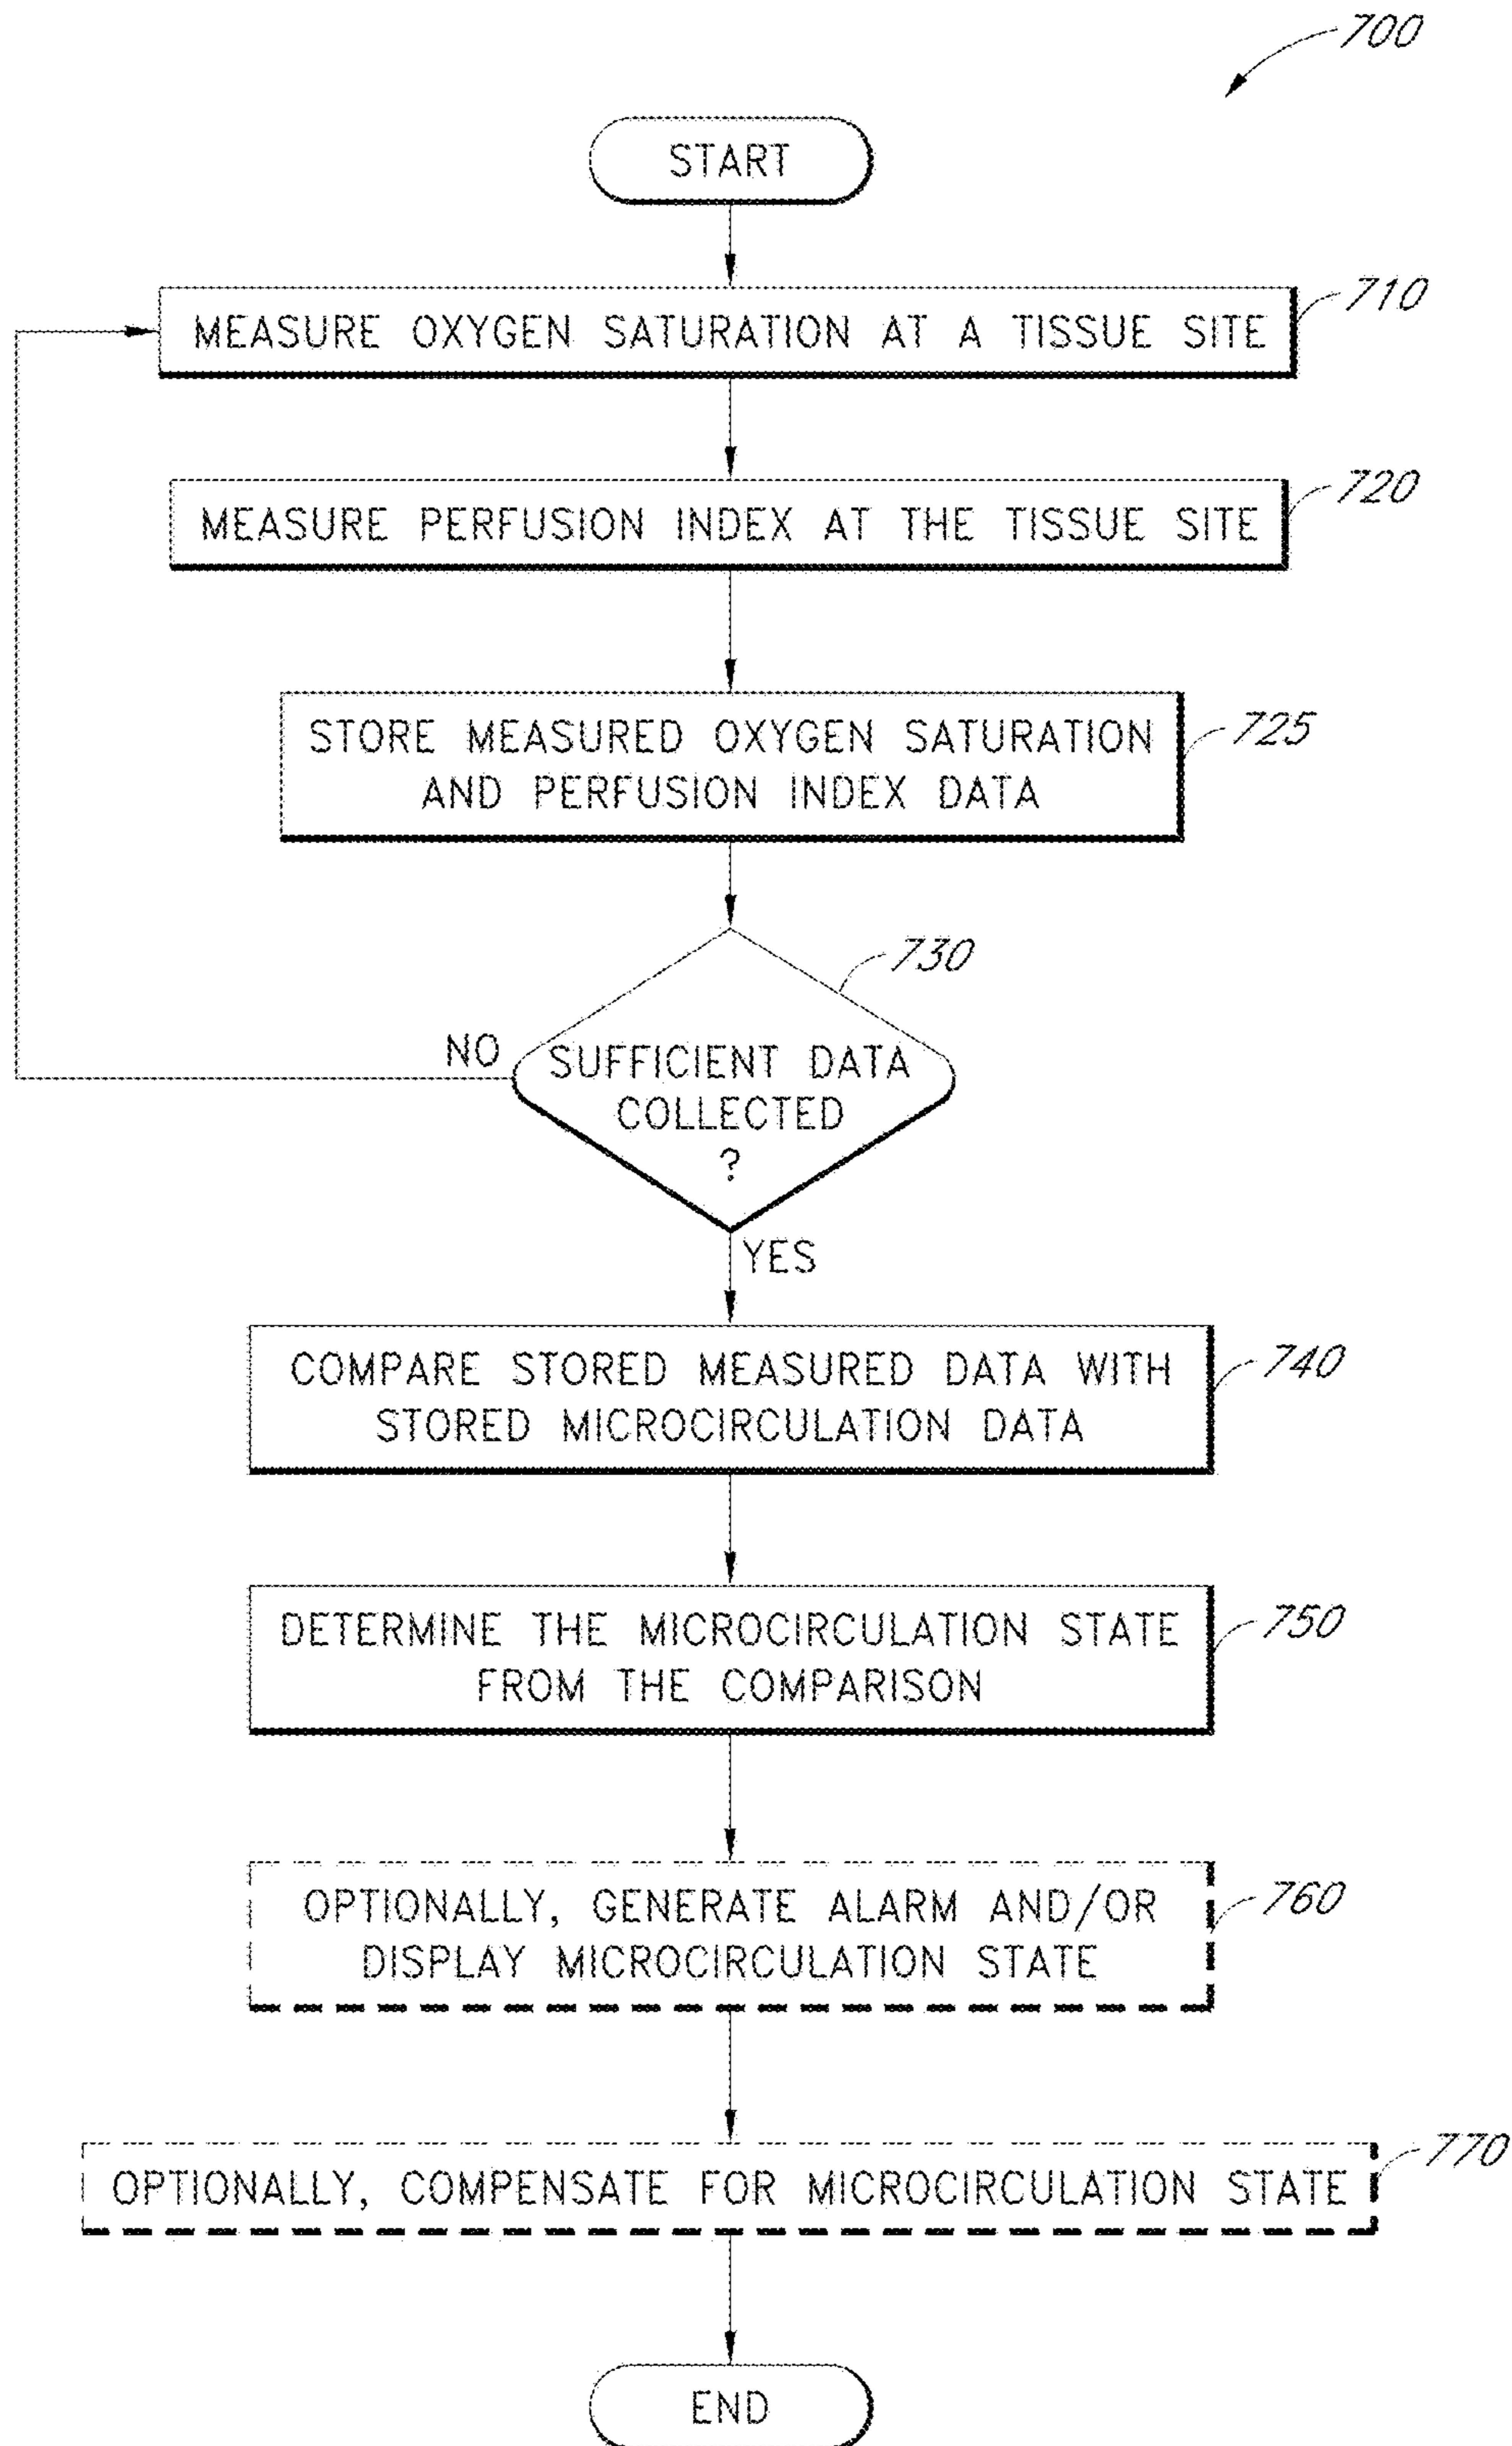 700
START
MEASURE OXYGEN SATURATION AT A TISSUE SITE
710
MEASURE PERFUSION INDEX AT THE TISSUE SITE
720
STORE MEASURED OXYGEN SATURATION
AND PERFUSION INDEX DATA
725
730
NO
SUFFICIENT DATA
COLLECTED
?
YES
COMPARE STORED MEASURED DATA WITH
STORED MICROCIRCULATION DATA
740
DETERMINE THE MICROCIRCULATION STATE
FROM THE COMPARISON
750
OPTIONALLY, GENERATE ALARM AND/OR
DISPLAY MICROCIRCULATION STATE
760
OPTIONALLY, COMPENSATE FOR MICROCIRCULATION STATE
770
END